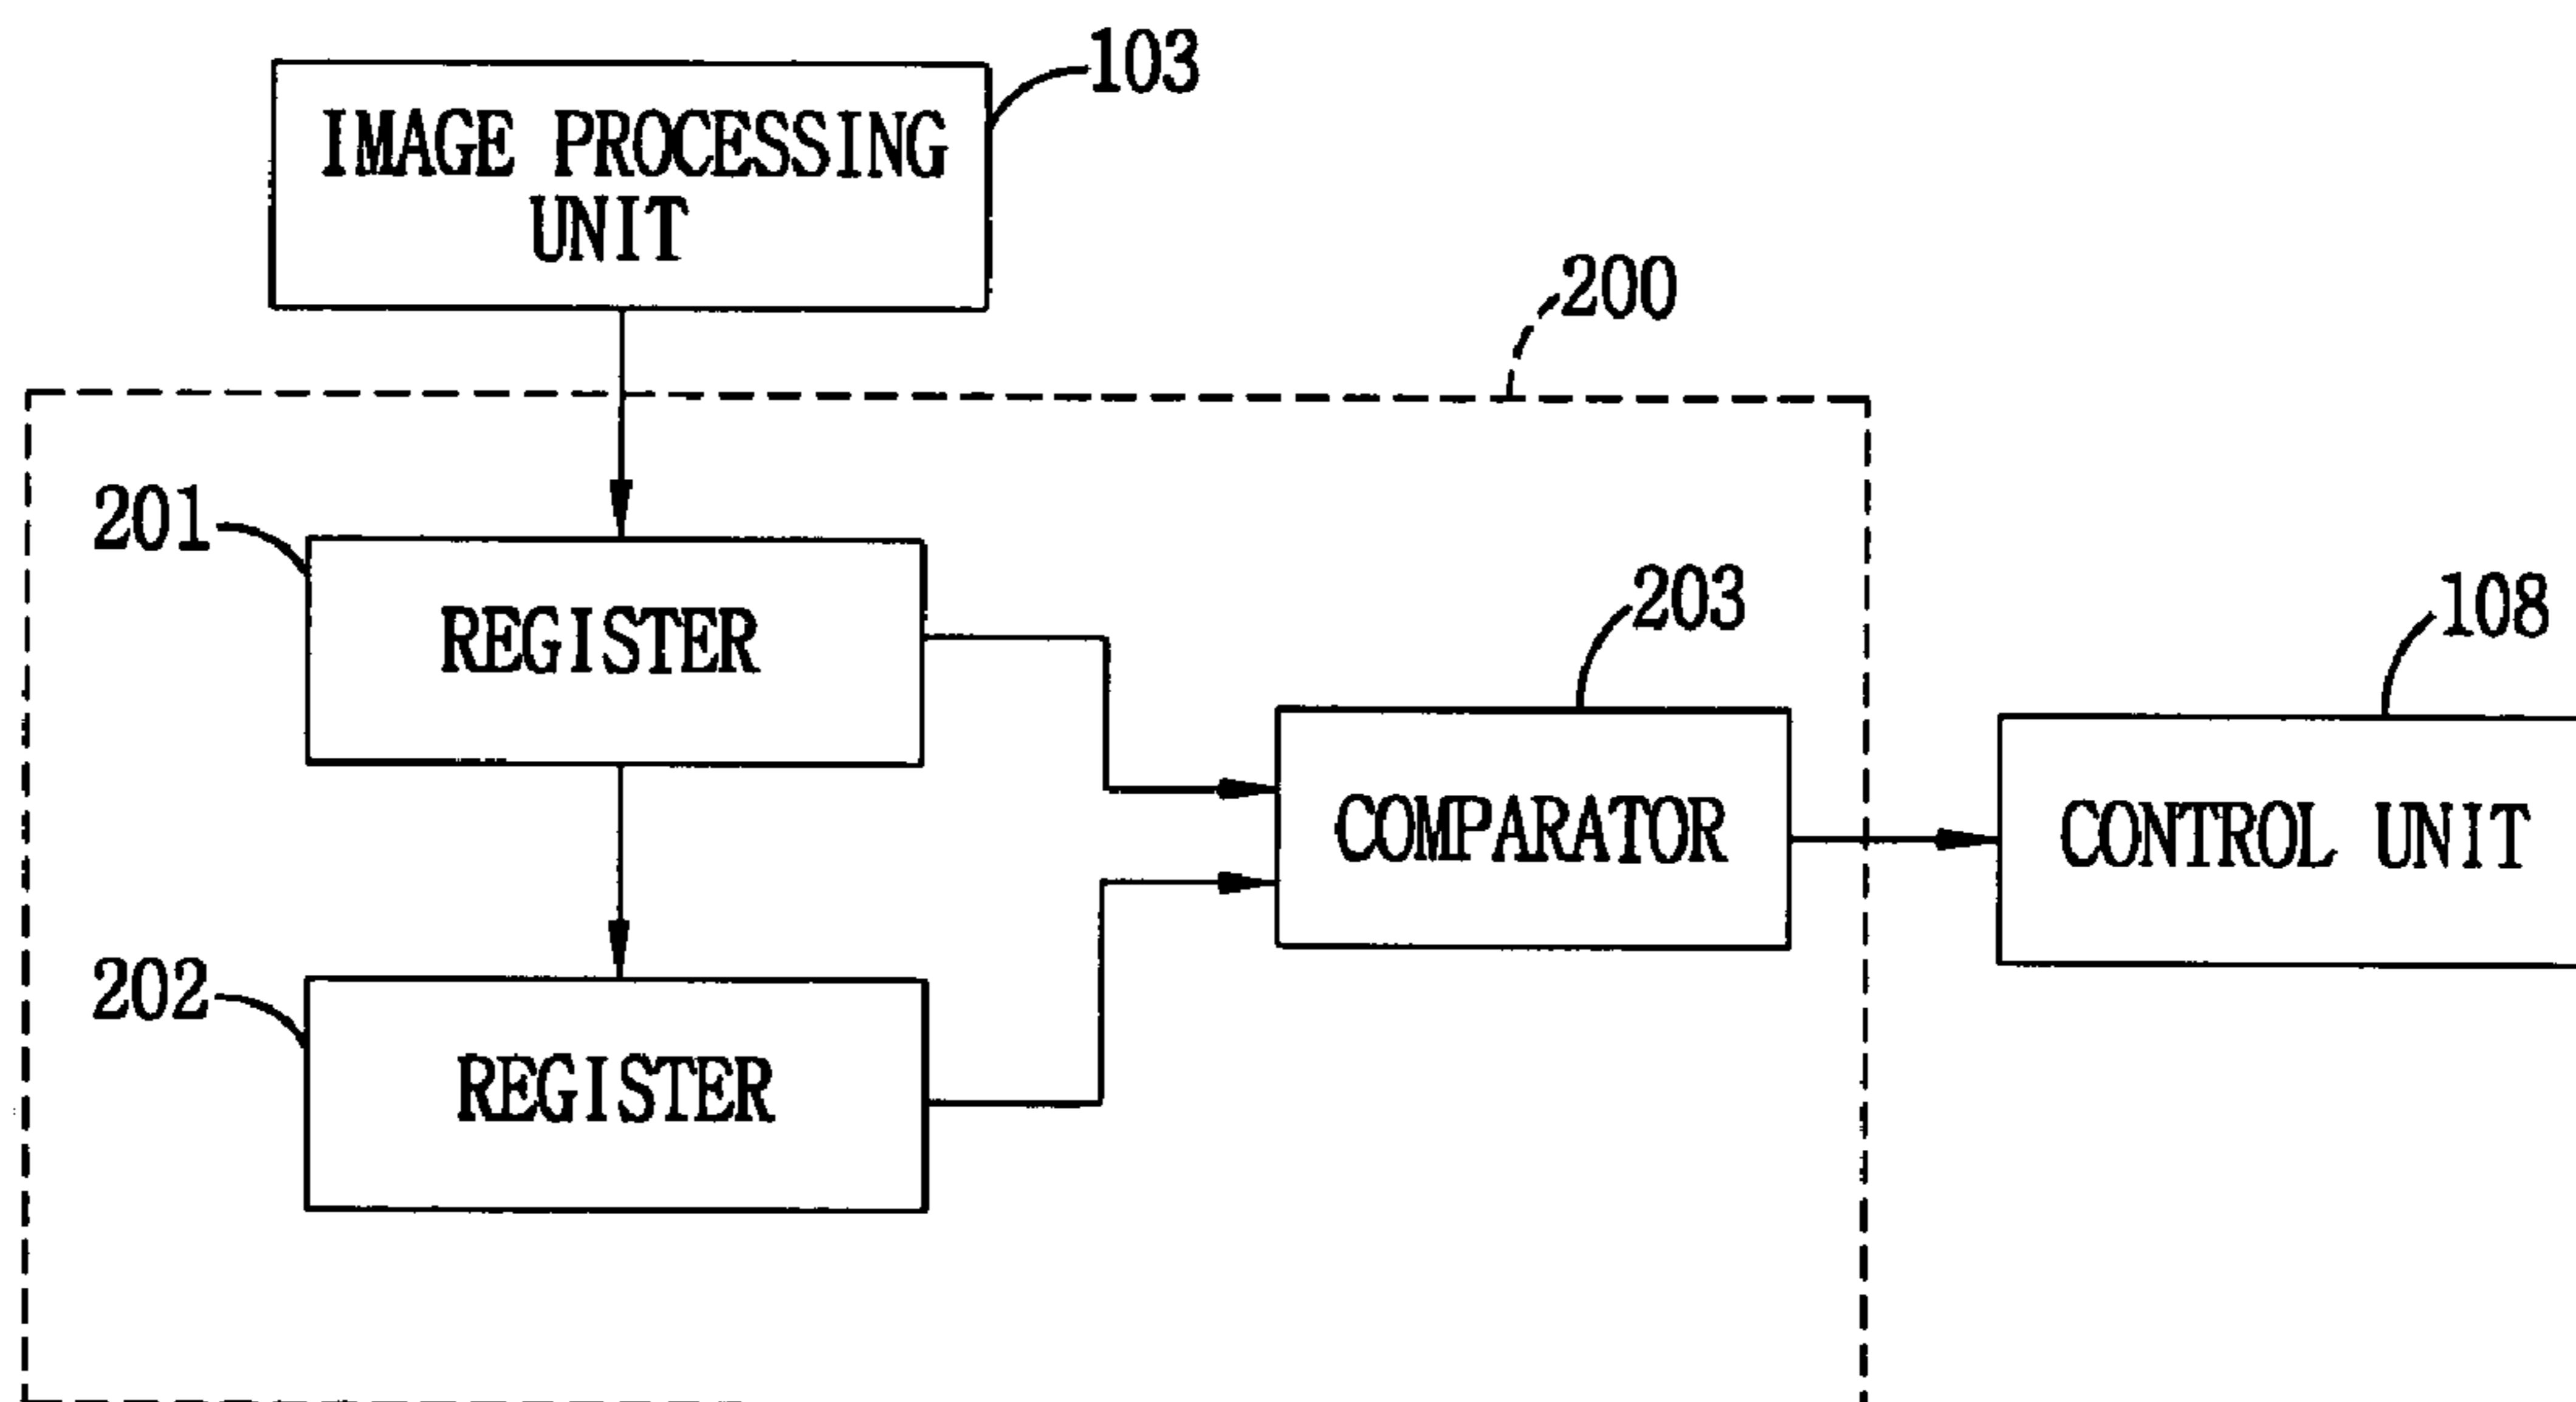 103
IMAGE PROCESSING
UNIT
200
201
REGISTER
203
108
COMPARATOR
CONTROL UNIT
202
REGISTER